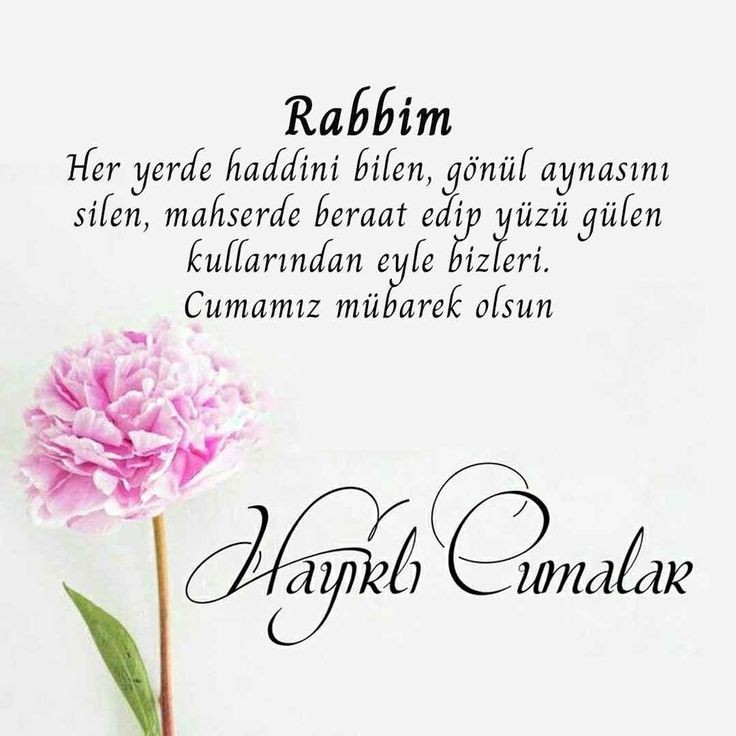 Rabbim
Her yerde haddini bilen, gönül aynasını
silen, mahserde beraat edip yüzü gülen
kullarından eyle bizleri.
Cumamız mübarek olsun
Hayırlı Cumalar